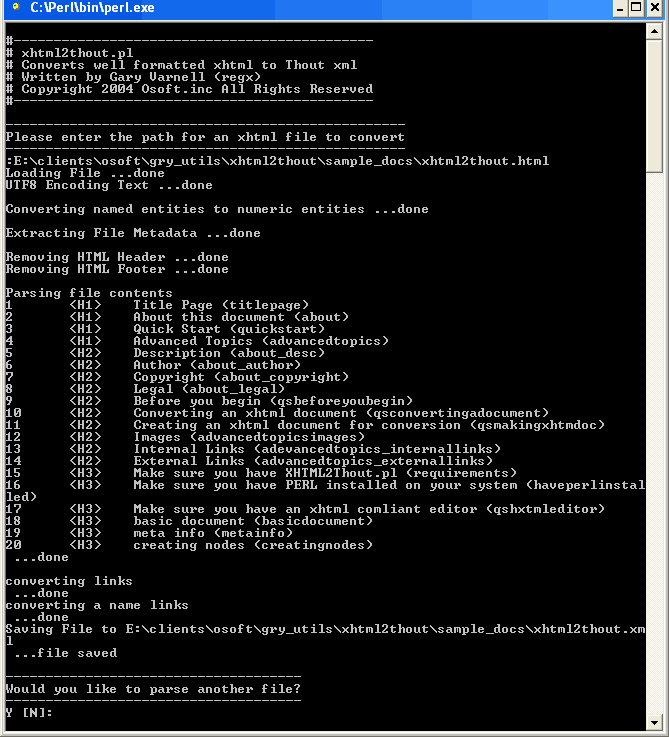 C:\Perl\bin\perl.exe
#---------------------------------------------
# xhtml2thout.pl
# Converts well formatted xhtml to Thout xml
# Written by Gary Varnell (regx)
# Copyright 2004 Osoft.inc All Rights Reserved
#---------------------------------------------
--------------------------------------------------
Please enter the path for an xhtml file to convert
--------------------------------------------------
:E:\clients\osoft\gry_utils\xhtml2thout\sample_docs\xhtml2thout.html
Loading File ...done
UTF8 Encoding Text ...done
Converting named entities to numeric entities ...done
Extracting File Metadata ...done
Removing HTML Header ...done
Removing HTML Footer ...done
Parsing file contents
1 <H1> Title Page (titlepage)
2 <H1> About this document (about)
3 <H1> Quick Start (quickstart)
4 <H1> Advanced Topics (advancedtopics)
5 <H2> Description (about_desc)
6 <H2> Author (about_author)
7 <H2> Copyright (about_copyright)
8 <H2> Legal (about_legal)
9 <H2> Before you begin (qsbeforeyoubegin)
10 <H2> Converting an xhtml document (qsconvertingadocument)
11 <H2> Creating an xhtml document for conversion (qsmakingxhtmdoc)
12 <H2> Images (advancedtopicsimages)
13 <H2> Internal Links (adevancedtopics_internallinks)
14 <H2> External Links (advancedtopics_externallinks)
15 <H3> Make sure you have XHTML2Thout.pl (requirements)
16 <H3> Make sure you have PERL installed on your system (haveperlinstal
led)
17 <H3> Make sure you have an xhtml comliant editor (qshxtmleditor)
18 <H3> basic document (basicdocument)
19 <H3> meta info (metainfo)
20 <H3> creating nodes (creatingnodes)
...done
converting links
...done
converting a name links
...done
Saving File to E:\clients\osoft\gry_utils\xhtml2thout\sample_docs\xhtml2thout.xm
l
...file saved
-------------------------------------
Would you like to parse another file?
-------------------------------------
Y [N]: